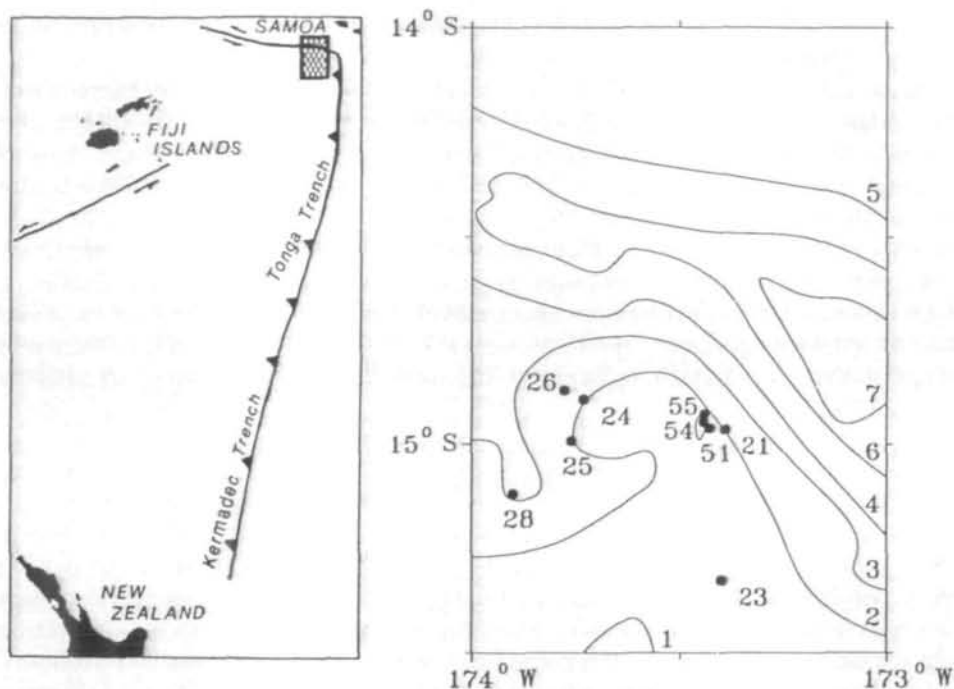 SAMOA
FIJI
ISLANDS
Tonga Trench
Kermadec Trench
NEW
ZEALAND
14° S
5
7
26
24
55
6
15° S
54
51
21
25
4
28
3
23
2
1
174° W
173° W